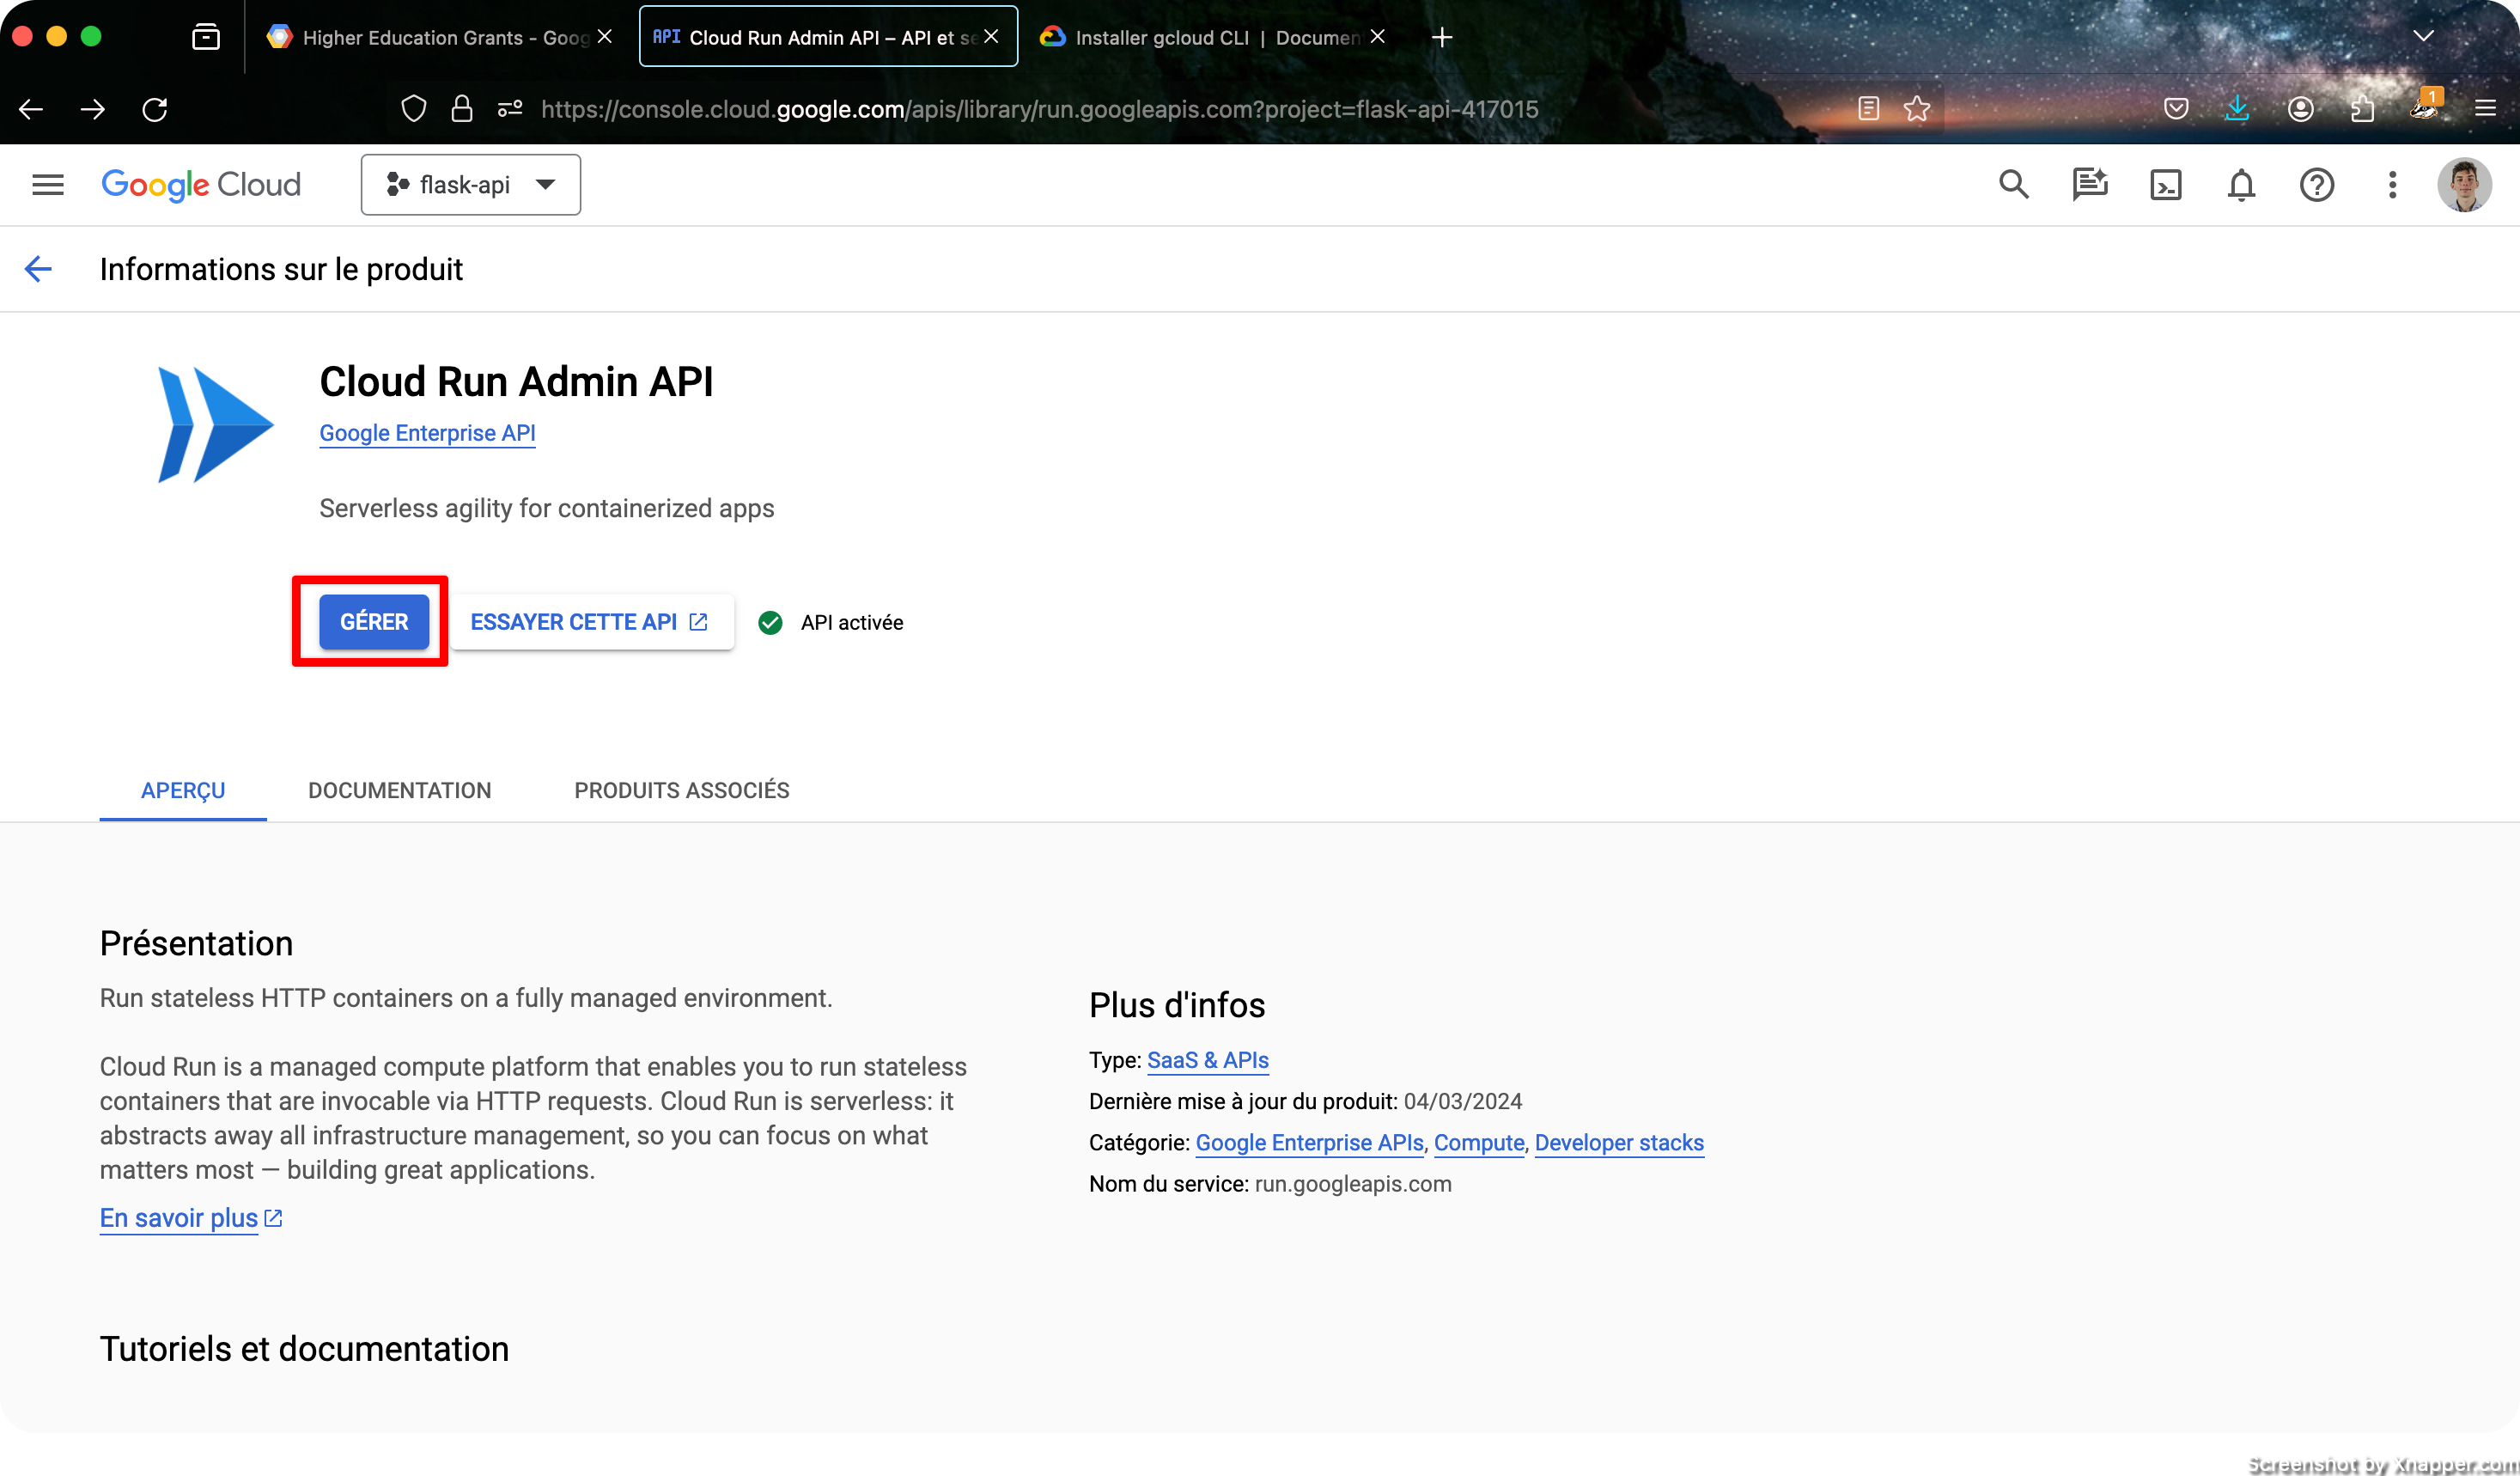 Higher Education Grants - Goog
API Cloud Run Admin API – API et se
Installer gcloud CLI | Documen
https://console.cloud.google.com/apis/library/run.googleapis.com?project=flask-api-417015
1
Google Cloud
flask-api
Informations sur le produit
Cloud Run Admin API
Google Enterprise API
Serverless agility for containerized apps
GÉRER
ESSAYER CETTE API
API activée
APERÇU
DOCUMENTATION
PRODUITS ASSOCIÉS
Présentation
Run stateless HTTP containers on a fully managed environment.
Cloud Run is a managed compute platform that enables you to run stateless
containers that are invocable via HTTP requests. Cloud Run is serverless: it
abstracts away all infrastructure management, so you can focus on what
matters most — building great applications.
En savoir plus
Plus d'infos
Type: SaaS & APIs
Dernière mise à jour du produit: 04/03/2024
Catégorie: Google Enterprise APIs, Compute, Developer stacks
Nom du service: run.googleapis.com
Tutoriels et documentation
Screenshot by Xnapper.com